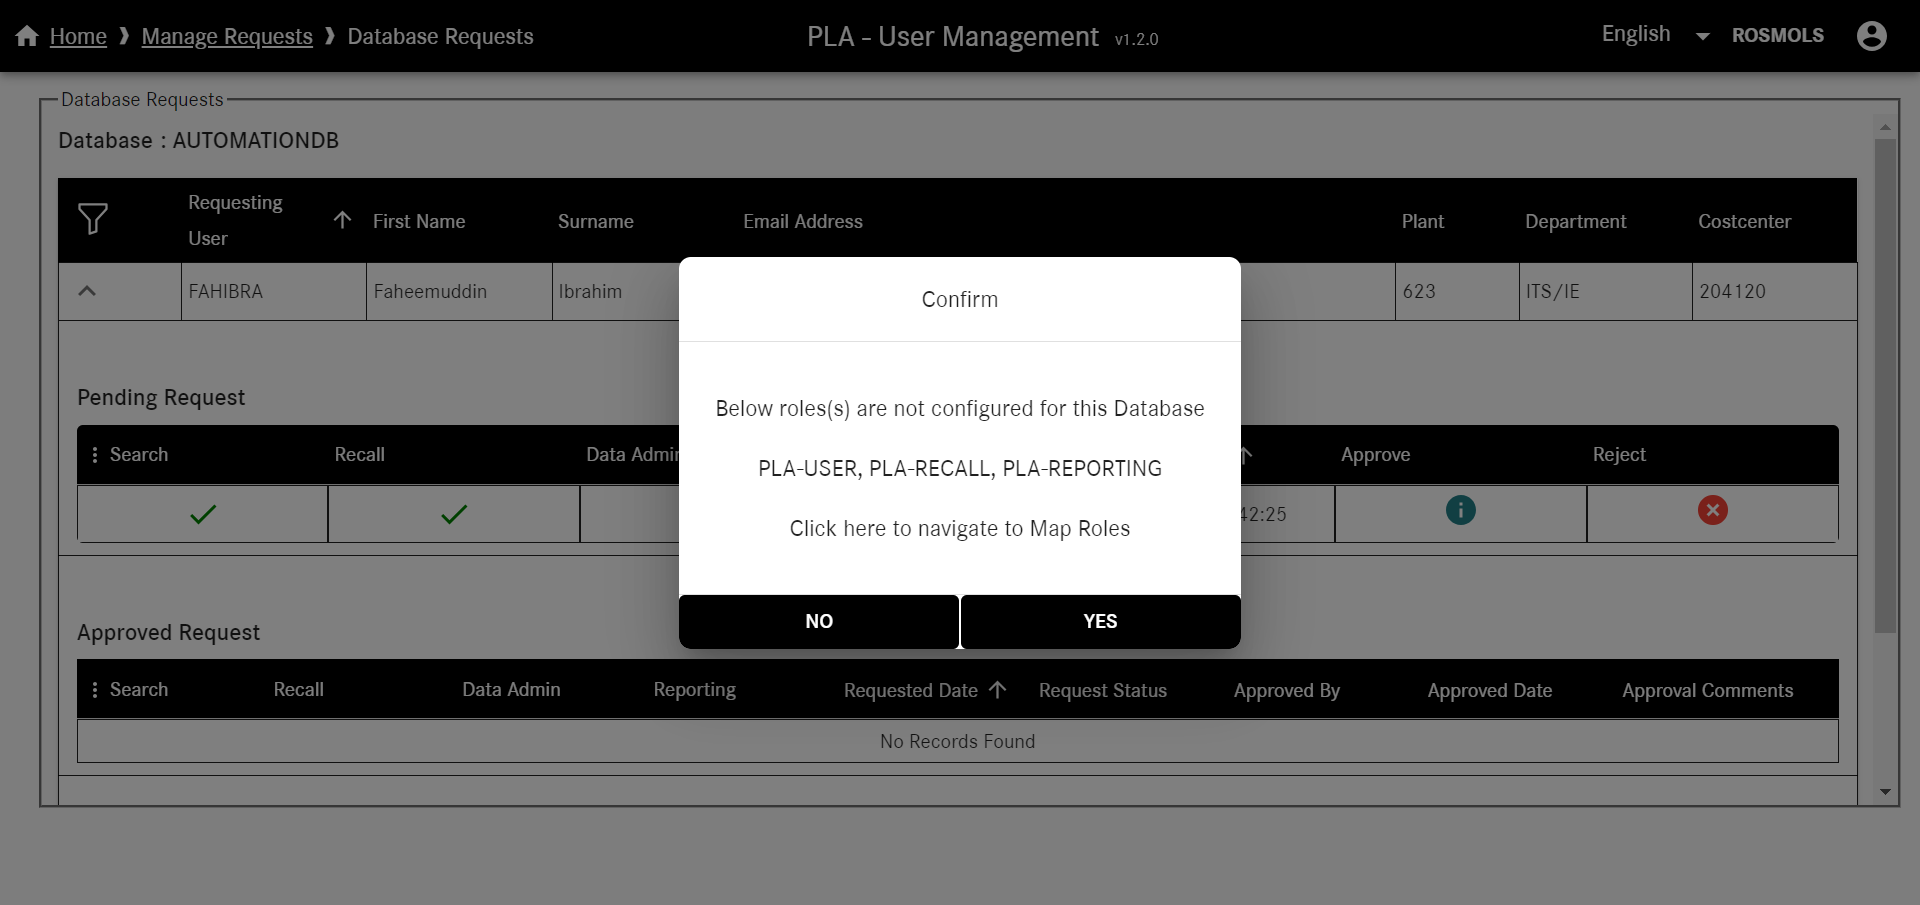 Home ❱ Manage Requests ❱ Database Requests
PLA - User Management v1.2.0
English
ROSMOLS
Database Requests
Database : AUTOMATIONDB
Requesting User
First Name
Surname
Email Address
Plant
Department
Costcenter
FAHIBRA
Faheemuddin
Ibrahim
623
ITS/IE
204120
Confirm
Below roles(s) are not configured for this Database
PLA-USER, PLA-RECALL, PLA-REPORTING
Click here to navigate to Map Roles
NO
YES
Pending Request
Search
Recall
Data Admin
Approve
Reject
42:25
Approved Request
Search
Recall
Data Admin
Reporting
Requested Date
Request Status
Approved By
Approved Date
Approval Comments
No Records Found